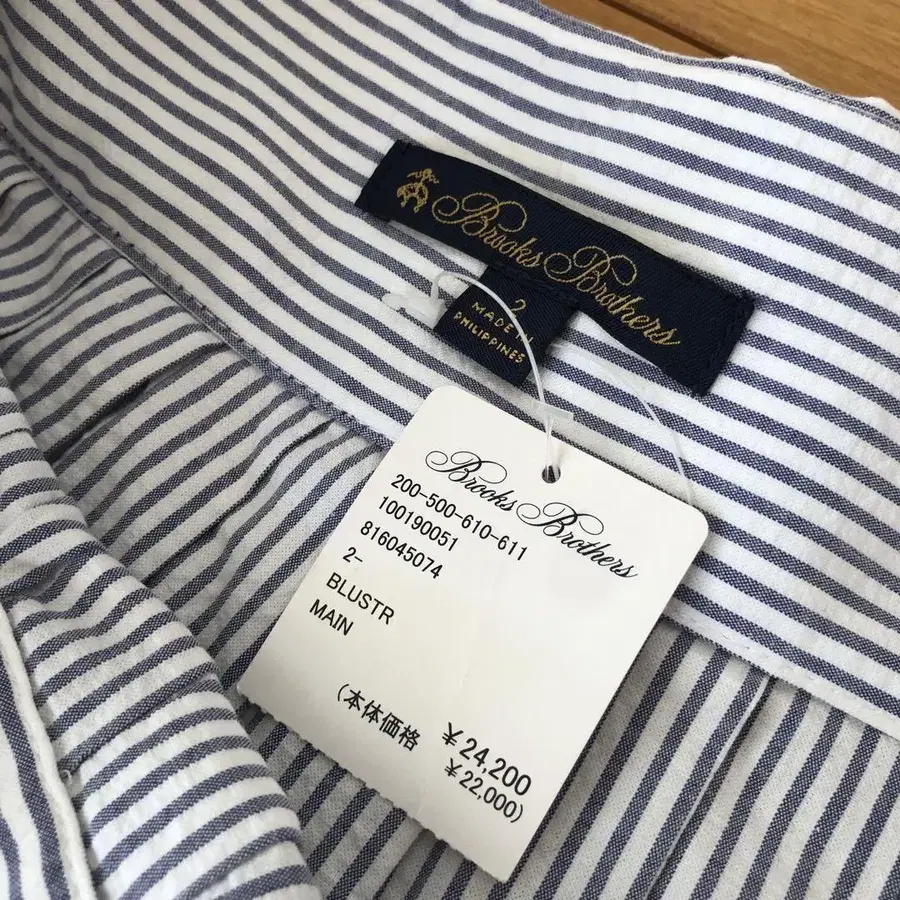 Brooks Brothers
2
MADE IN
PHILIPPINES
Brooks Brothers
200-500-610-611
100190051
816045074
2-
BLUSTR
MAIN
¥24,200
(本体価格 ¥22,000)